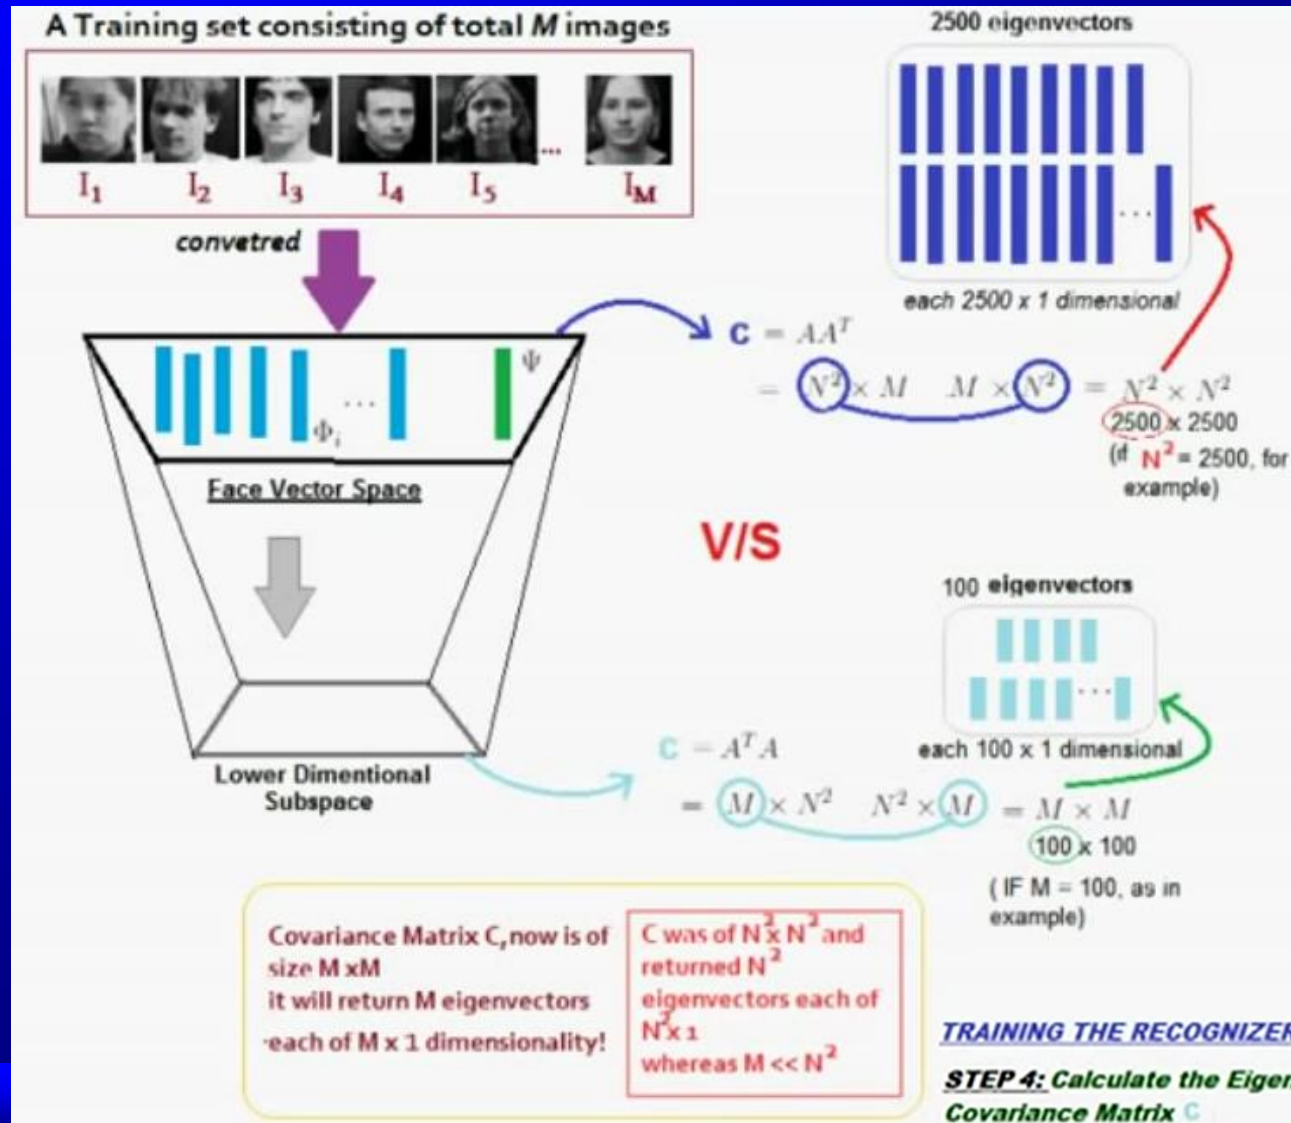 A Training set consisting of total M images
I₁ I₂ I₃ I₄ I₅ ... I_M
convetred
Ψ
...
Φᵢ
Face Vector Space
Lower Dimentional
Subspace
2500 eigenvectors
...
each 2500 x 1 dimensional
C = AAᵀ
= N² × M M × N² = N² × N²
2500 x 2500
(if N² = 2500, for
example)
V/S
100 eigenvectors
...
each 100 x 1 dimensional
C = AᵀA
= M × N² N² × M = M × M
100 x 100
( IF M = 100, as in
example)
Covariance Matrix C, now is of
size M xM
it will return M eigenvectors
each of M x 1 dimensionality!
C was of N² x N² and
returned N²
eigenvectors each of
N² x 1
whereas M << N²
TRAINING THE RECOGNIZER
STEP 4: Calculate the Eigen
Covariance Matrix C